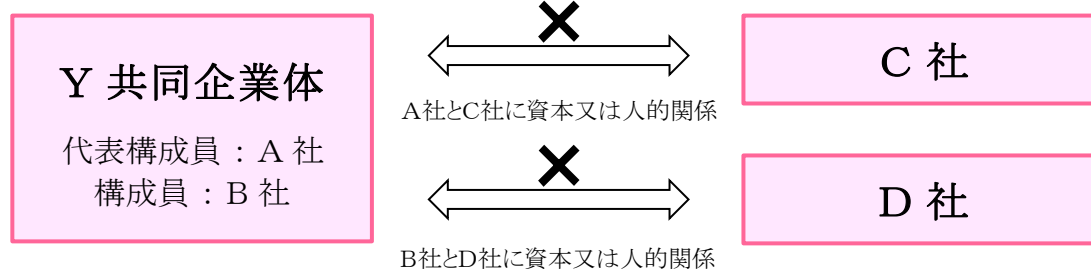 Y 共同企業体
代表構成員 : A 社
構成員 : B 社
A社とC社に資本又は人的関係
B社とD社に資本又は人的関係
C 社
D 社